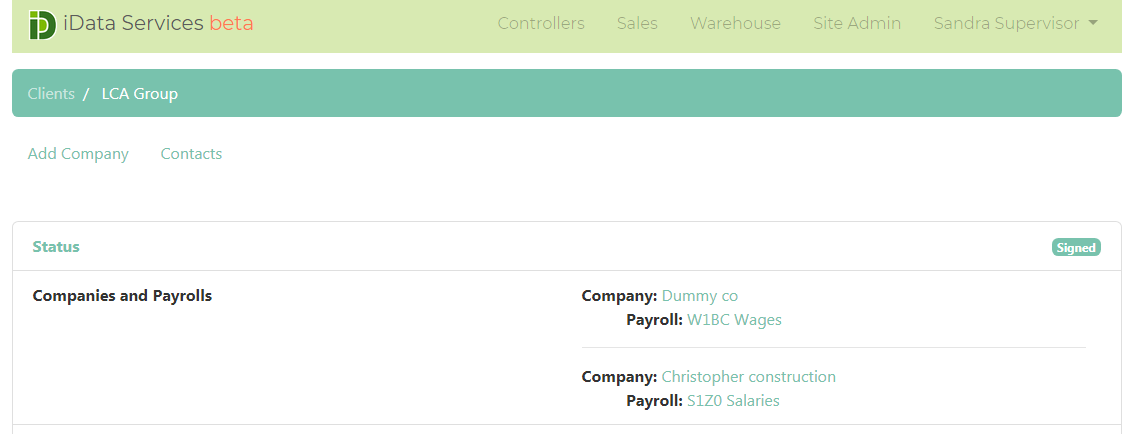 iD iData Services beta Controllers Sales Warehouse Site Admin Sandra Supervisor
Clients / LCA Group
Add Company Contacts
Status Signed
Companies and Payrolls Company: Dummy co
Payroll: W1BC Wages
Company: Christopher construction
Payroll: S1Z0 Salaries